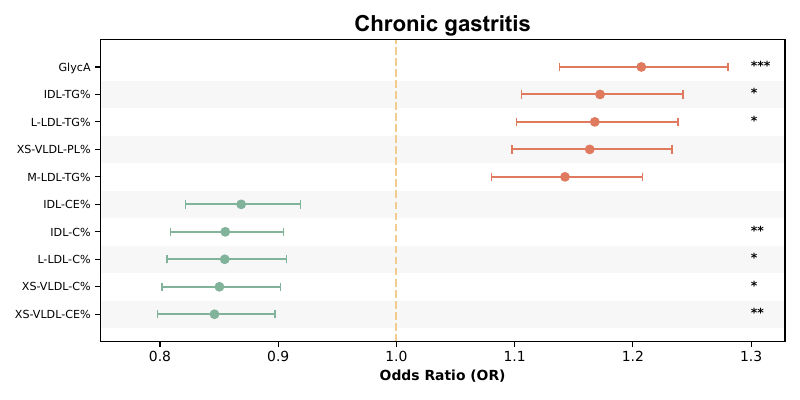 Chronic gastritis
GlycA ***
IDL-TG% *
L-LDL-TG% *
XS-VLDL-PL%
M-LDL-TG%
IDL-CE%
IDL-C% **
L-LDL-C% *
XS-VLDL-C% *
XS-VLDL-CE% **
0.8 0.9 1.0 1.1 1.2 1.3
Odds Ratio (OR)